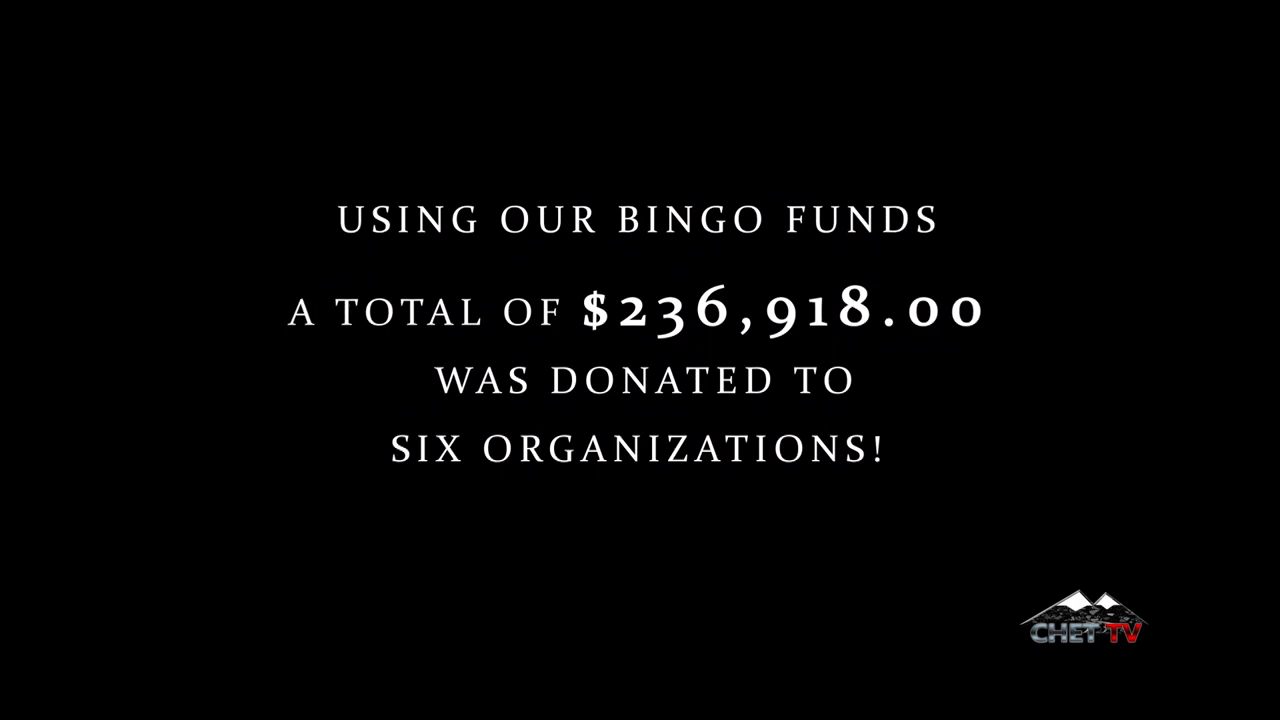 USING OUR BINGO FUNDS
A TOTAL OF $236,918.00
WAS DONATED TO
SIX ORGANIZATIONS!
CHET TV